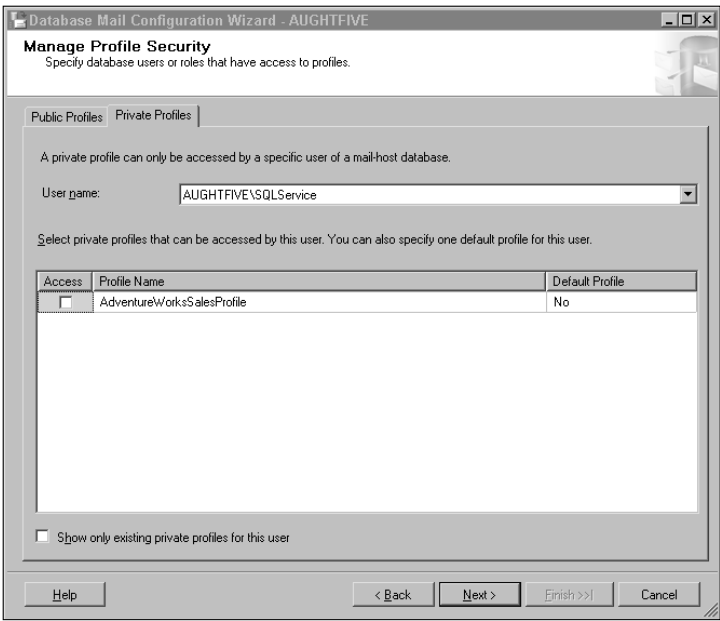 Database Mail Configuration Wizard - AUGHTFIVE
Manage Profile Security
Specify database users or roles that have access to profiles.
Public Profiles Private Profiles
A private profile can only be accessed by a specific user of a mail-host database.
User name: AUGHTFIVE\SQLService
Select private profiles that can be accessed by this user. You can also specify one default profile for this user.
Access Profile Name Default Profile
AdventureWorksSalesProfile No
Show only existing private profiles for this user
Help < Back Next > Finish >>| Cancel